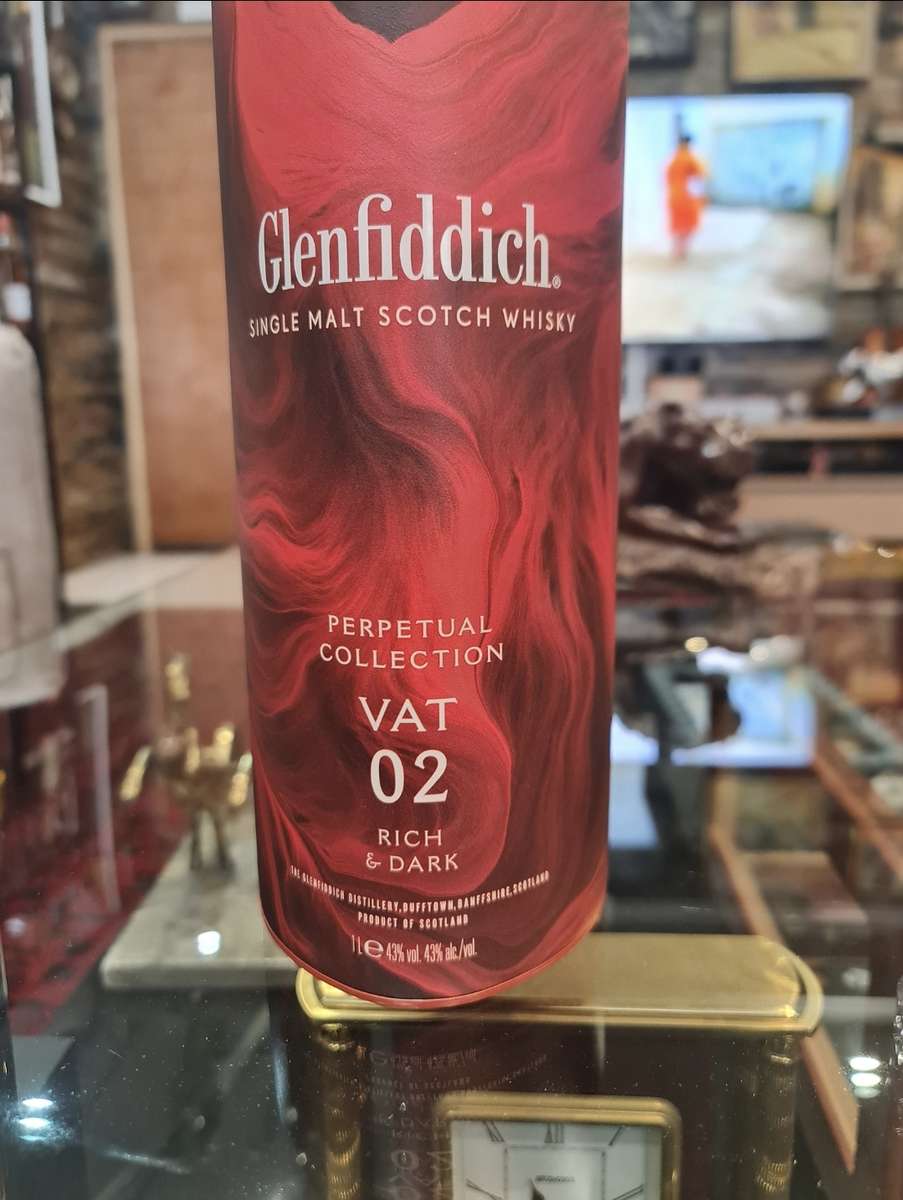 Glenfiddich®
SINGLE MALT SCOTCH WHISKY
PERPETUAL
COLLECTION
VAT
02
RICH
& DARK
THE GLENFIDDICH DISTILLERY,DUFFTOWN,BANFFSHIRE,SCOTLAND
PRODUCT OF SCOTLAND
1L e 43% vol. 43% alc./vol.